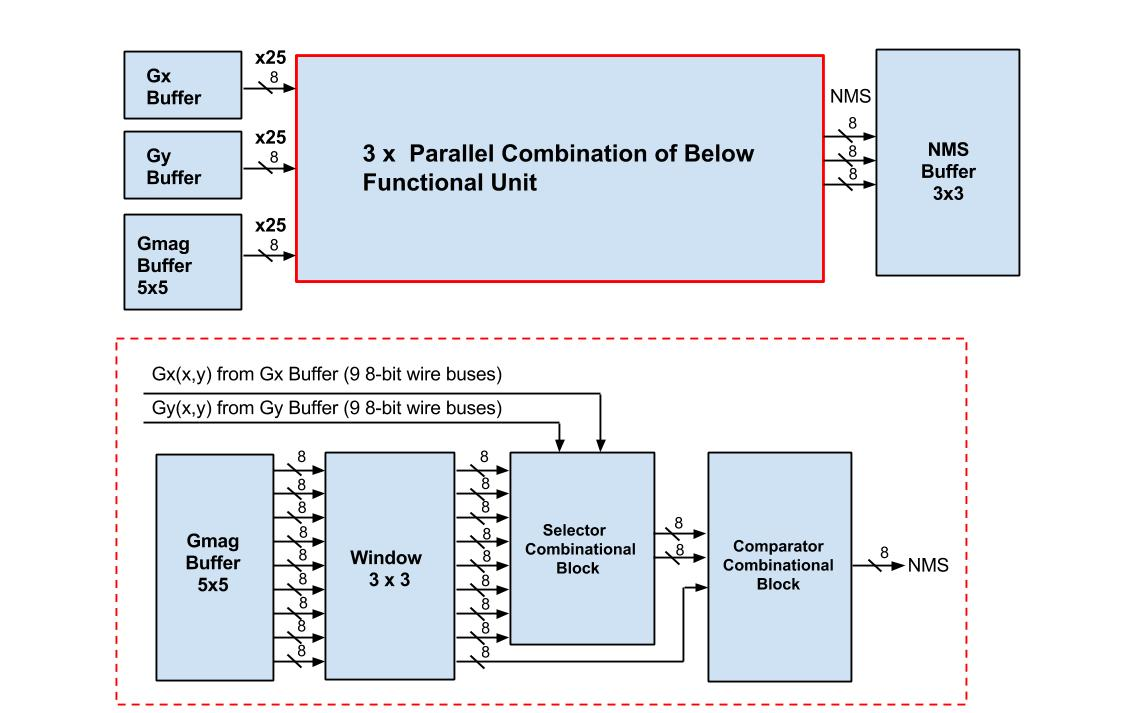 x25
Gx
Buffer
8
x25
Gy
Buffer
8
x25
Gmag
Buffer
5x5
8
3 x  Parallel Combination of Below
Functional Unit
NMS
8
8
8
NMS
Buffer
3x3
Gx(x,y) from Gx Buffer (9 8-bit wire buses)
Gy(x,y) from Gy Buffer (9 8-bit wire buses)
Gmag
Buffer
5x5
8
8
8
8
8
8
8
8
8
Window
3 x 3
8
8
8
8
8
8
8
8
8
Selector
Combinational
Block
8
8
Comparator
Combinational
Block
8
NMS